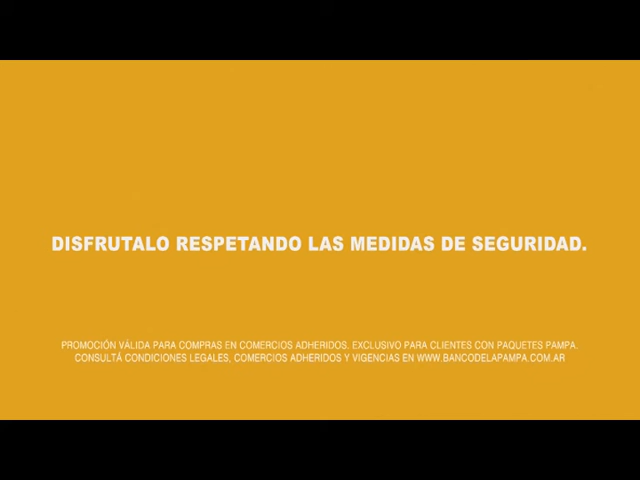 DISFRUTALO RESPETANDO LAS MEDIDAS DE SEGURIDAD.
PROMOCIÓN VÁLIDA PARA COMPRAS EN COMERCIOS ADHERIDOS. EXCLUSIVO PARA CLIENTES CON PAQUETES PAMPA.
CONSULTÁ CONDICIONES LEGALES, COMERCIOS ADHERIDOS Y VIGENCIAS EN WWW.BANCODELAPAMPA.COM.AR